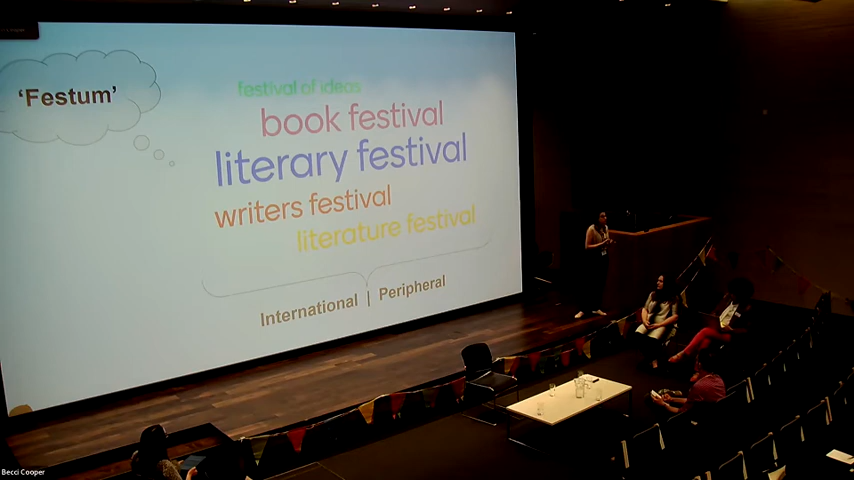 ‘Festum’
festival of ideas
book festival
literary festival
writers festival
literature festival
International | Peripheral
Becci Cooper